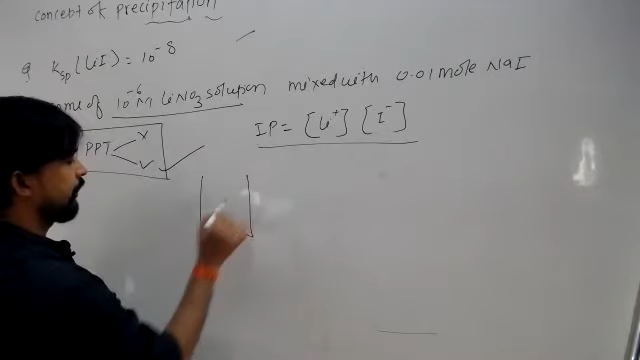 concept of precipitation
Q Ksp (LiI) = 10⁻⁸
of 10⁻⁶ M LiNO3 solution mixed with 0.01 mole NaI
IP = [Li⁺] [I⁻]
PPT